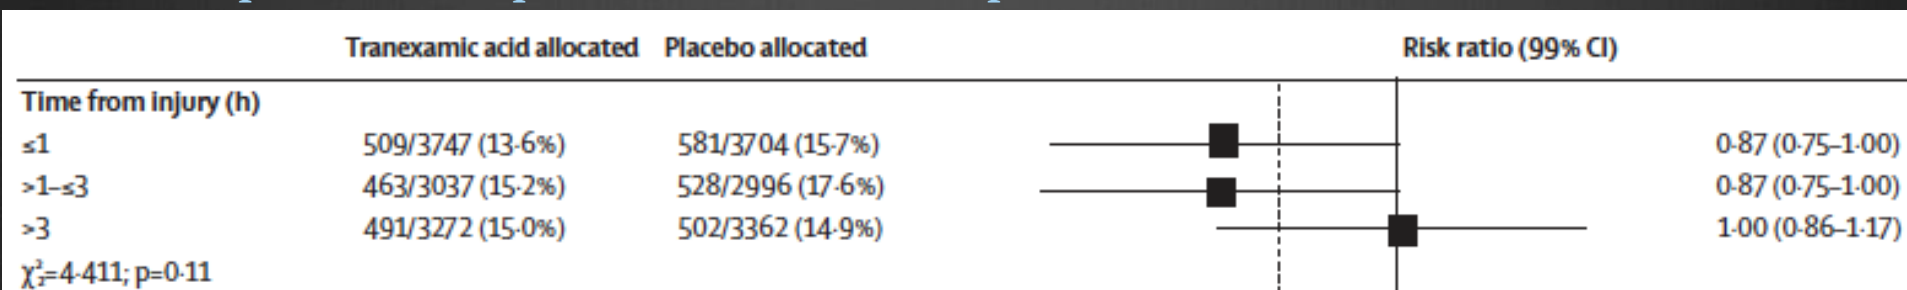 Tranexamic acid allocated Placebo allocated Risk ratio (99% CI)
Time from injury (h)
≤1 509/3747 (13·6%) 581/3704 (15·7%) 0·87 (0·75–1·00)
>1–≤3 463/3037 (15·2%) 528/2996 (17·6%) 0·87 (0·75–1·00)
>3 491/3272 (15·0%) 502/3362 (14·9%) 1·00 (0·86–1·17)
χ²₂=4·411; p=0·11